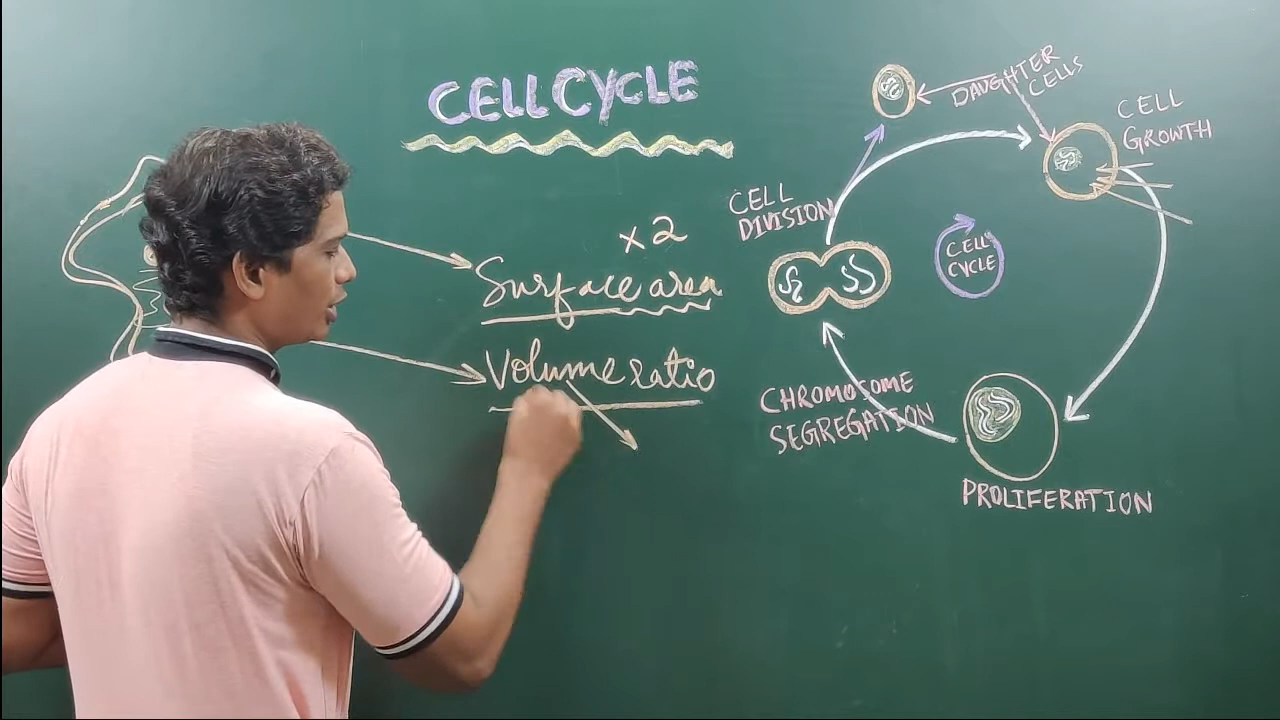 CELL CYCLE
DAUGHTER
CELLS
CELL
GROWTH
CELL
DIVISION
×2
Surface area
CELL
CYCLE
Volume ratio
CHROMOSOME
SEGREGATION
PROLIFERATION